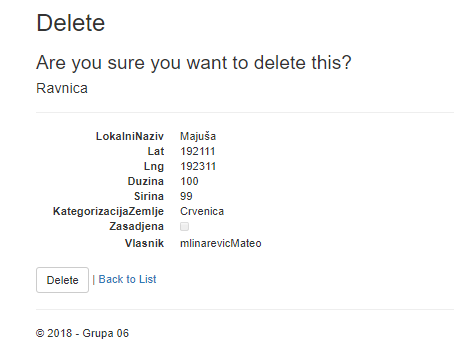 Delete
Are you sure you want to delete this?
Ravnica
LokalniNaziv Majuša
Lat 192111
Lng 192311
Duzina 100
Sirina 99
KategorizacijaZemlje Crvenica
Zasadjena
Vlasnik mlinarevicMateo
Delete | Back to List
© 2018 - Grupa 06